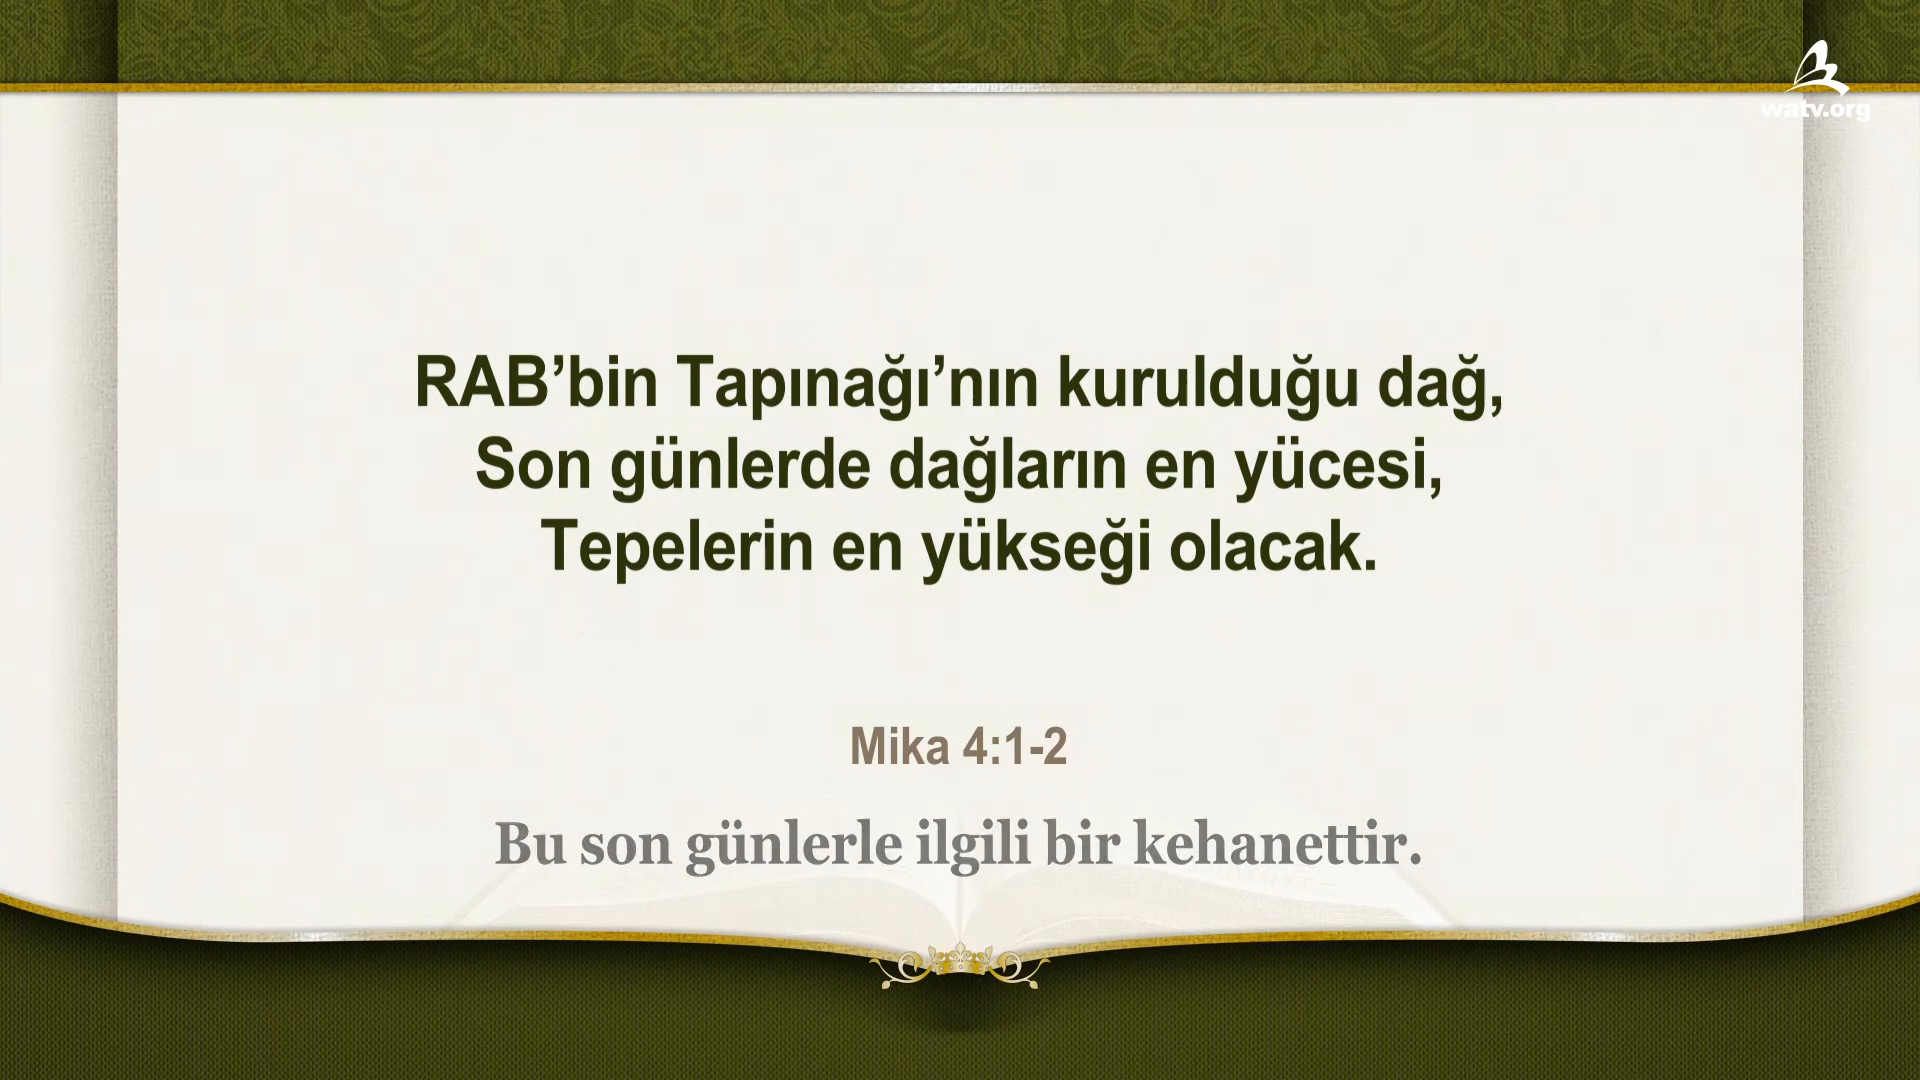 watv.org
RAB’bin Tapınağı’nın kurulduğu dağ,
Son günlerde dağların en yücesi,
Tepelerin en yükseği olacak.
Mika 4:1-2
Bu son günlerle ilgili bir kehanettir.